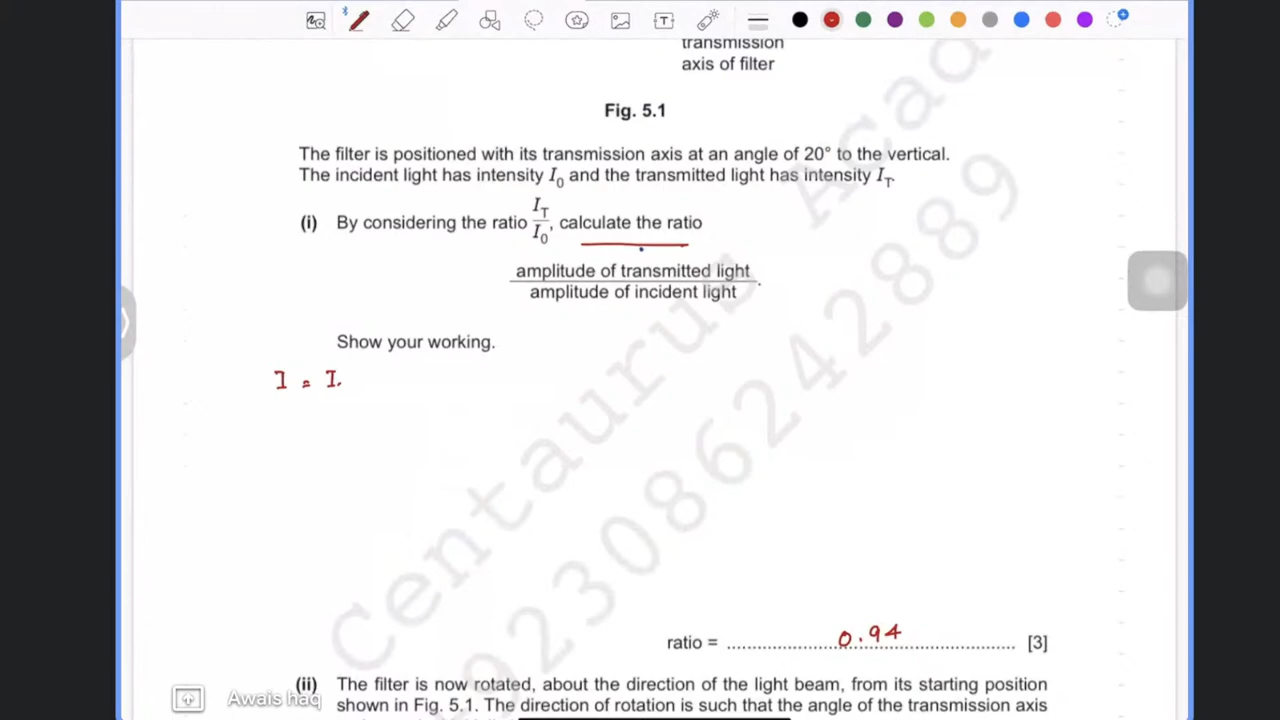 transmission
axis of filter
Fig. 5.1
The filter is positioned with its transmission axis at an angle of 20° to the vertical.
The incident light has intensity I₀ and the transmitted light has intensity I_T.
(i) By considering the ratio I_T/I₀, calculate the ratio
amplitude of transmitted light
amplitude of incident light .
Show your working.
I = I.
ratio = ...................... 0.94 ...................... [3]
(ii) The filter is now rotated, about the direction of the light beam, from its starting position
shown in Fig. 5.1. The direction of rotation is such that the angle of the transmission axis
Awais haq
Centaurus Acad
923086242889